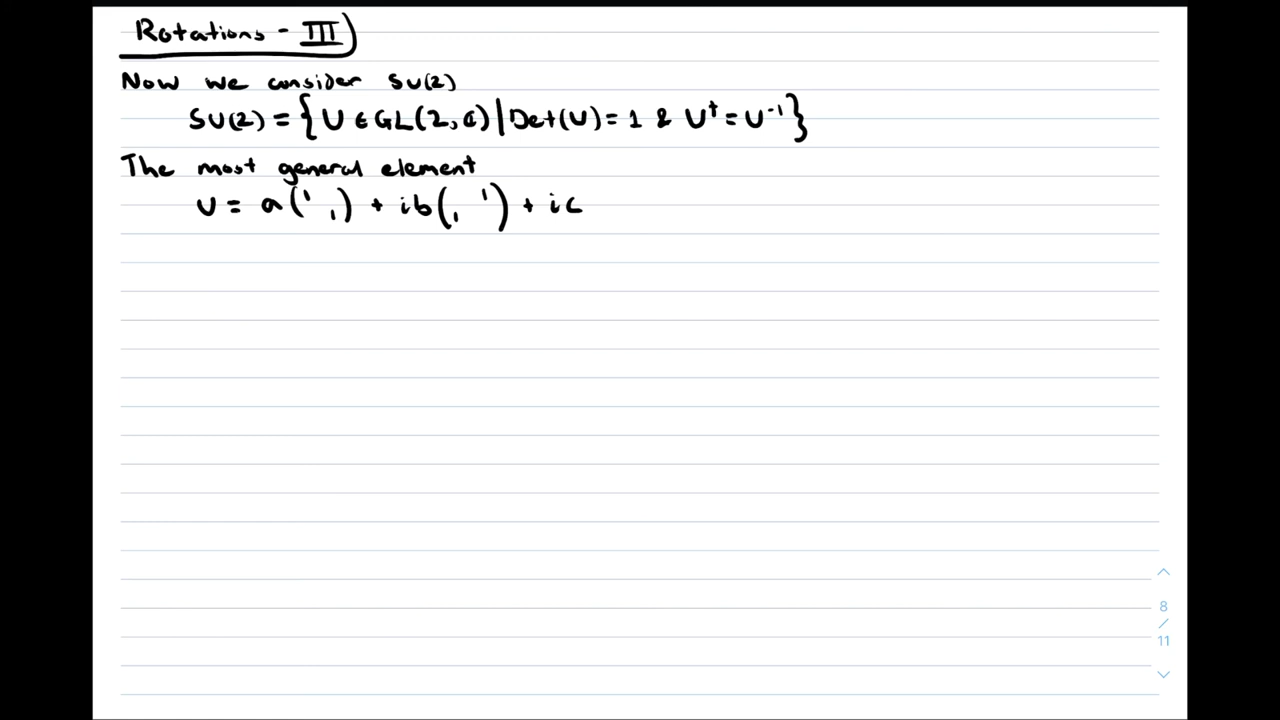 Rotations - III
Now we consider SU(2)
SU(2) = { U ∈ GL(2, C) | Det(U) = 1 & U† = U⁻¹ }
The most general element
U = a(¹ ₁) + ib(₁ ¹) + ic
8
/
11